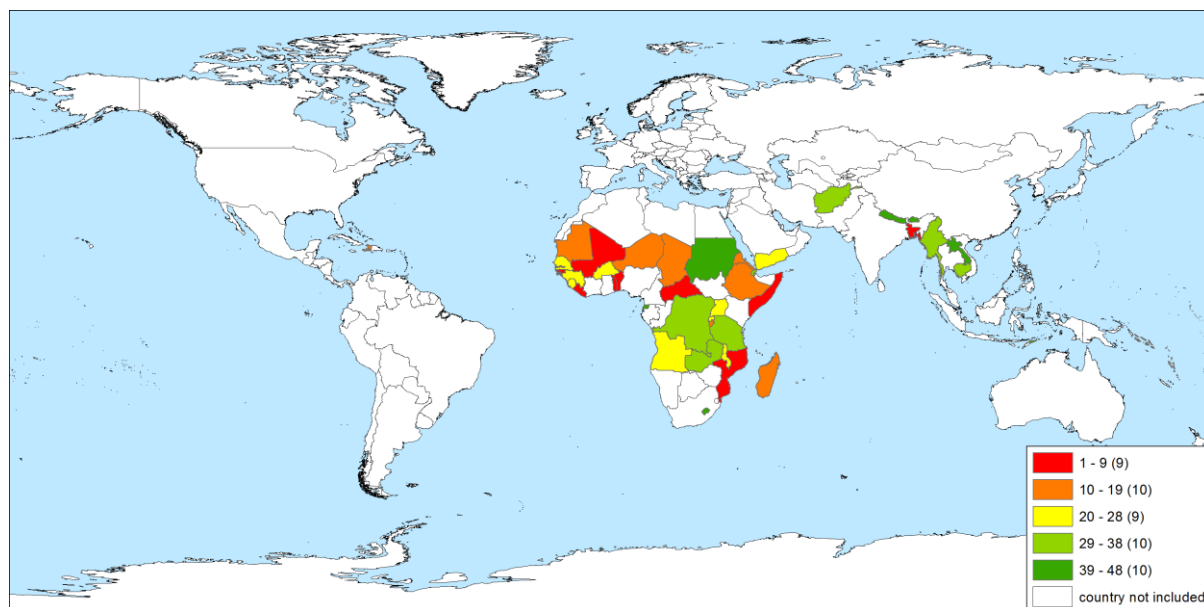 1 - 9 (9)
10 - 19 (10)
20 - 28 (9)
29 - 38 (10)
39 - 48 (10)
country not included